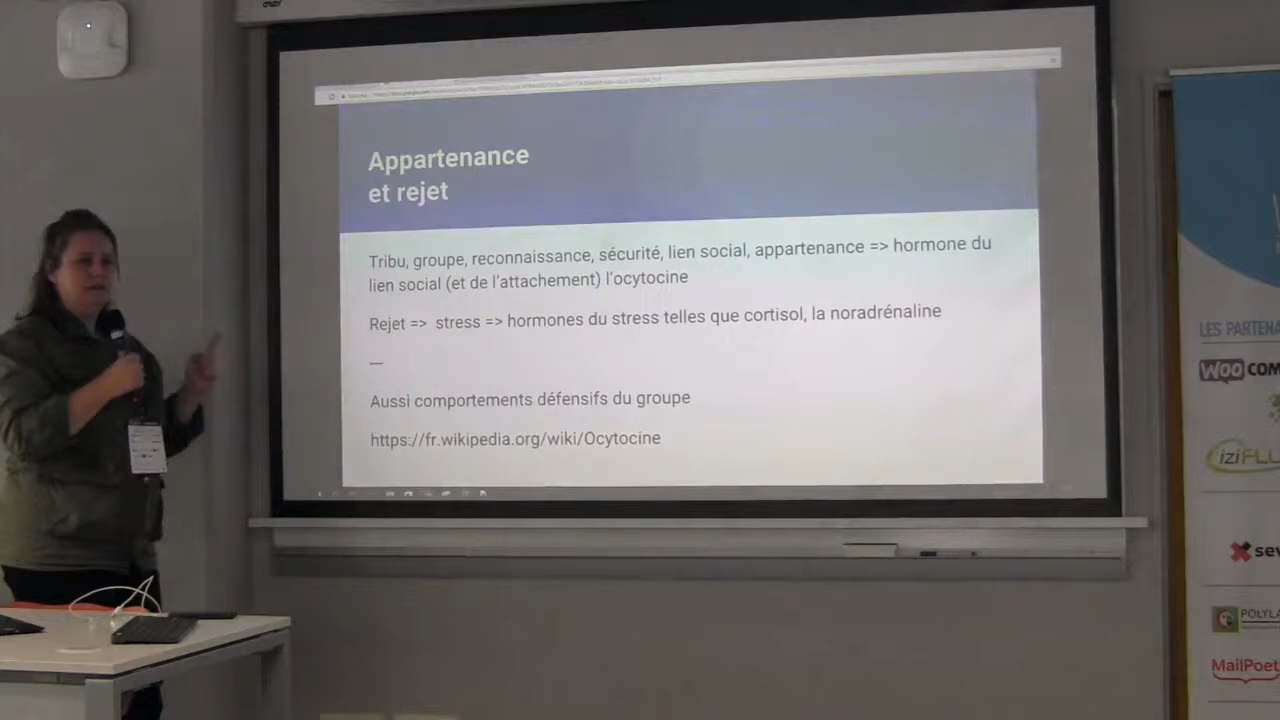 Appartenance
et rejet
Tribu, groupe, reconnaissance, sécurité, lien social, appartenance => hormone du
lien social (et de l'attachement) l'ocytocine
Rejet => stress => hormones du stress telles que cortisol, la noradrénaline
—
Aussi comportements défensifs du groupe
https://fr.wikipedia.org/wiki/Ocytocine
LES PARTENA
WOO COM
iziFLU
sev
POLYLA
MailPoet